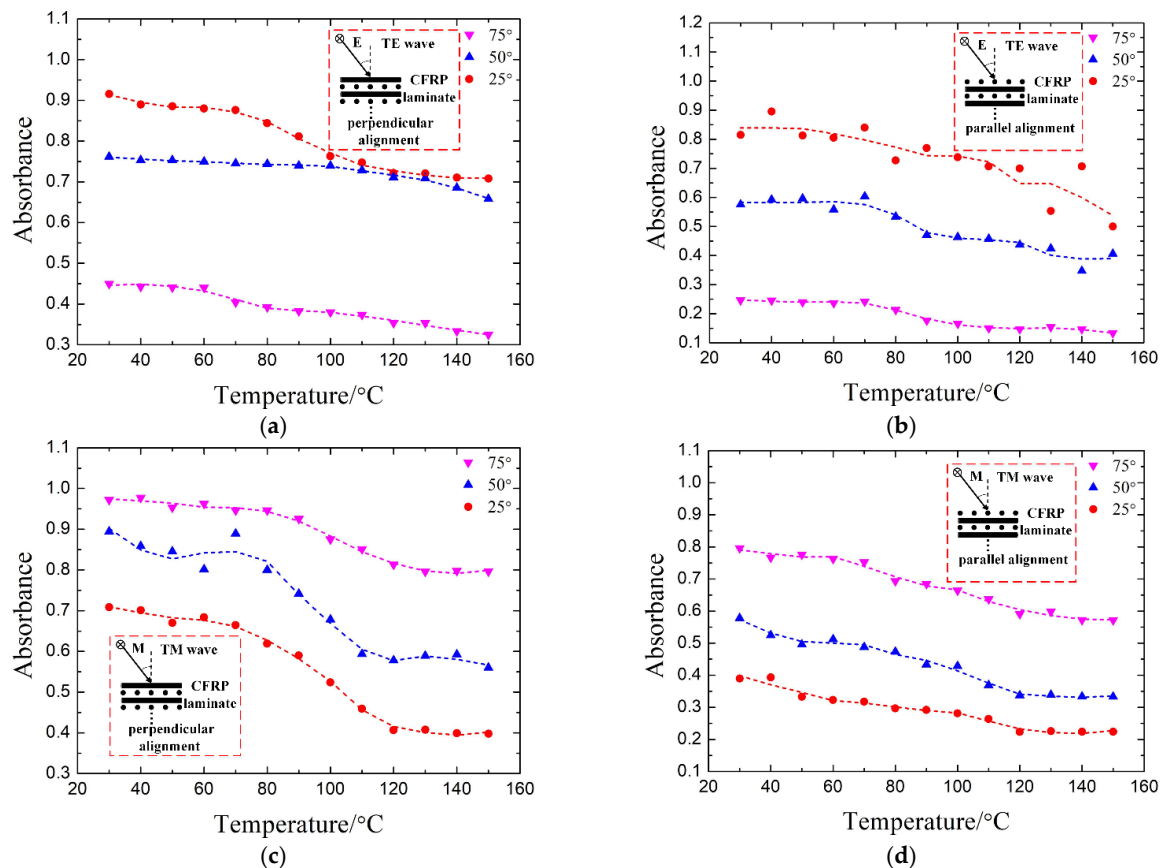 1.1
1.0
0.9
0.8
0.7
0.6
0.5
0.4
0.3
Absorbance
20 40 60 80 100 120 140 160
Temperature/°C
E TE wave
CFRP
laminate
perpendicular
alignment
75°
50°
25°
(a)
1.2
1.1
1.0
0.9
0.8
0.7
0.6
0.5
0.4
0.3
0.2
0.1
Absorbance
20 40 60 80 100 120 140 160
Temperature/°C
E TE wave
CFRP
laminate
parallel alignment
75°
50°
25°
(b)
1.1
1.0
0.9
0.8
0.7
0.6
0.5
0.4
0.3
Absorbance
20 40 60 80 100 120 140 160
Temperature/°C
75°
50°
25°
M TM wave
CFRP
laminate
perpendicular
alignment
(c)
1.1
1.0
0.9
0.8
0.7
0.6
0.5
0.4
0.3
0.2
0.1
Absorbance
20 40 60 80 100 120 140 160
Temperature/°C
M TM wave
CFRP
laminate
parallel alignment
75°
50°
25°
(d)